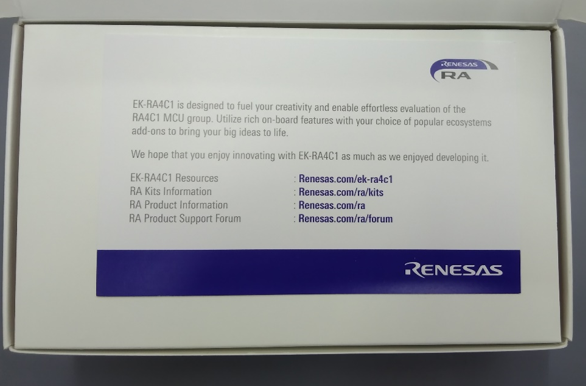 RENESAS
RA
EK-RA4C1 is designed to fuel your creativity and enable effortless evaluation of the
RA4C1 MCU group. Utilize rich on-board features with your choice of popular ecosystems
add-ons to bring your big ideas to life.
We hope that you enjoy innovating with EK-RA4C1 as much as we enjoyed developing it.
EK-RA4C1 Resources : Renesas.com/ek-ra4c1
RA Kits Information : Renesas.com/ra/kits
RA Product Information : Renesas.com/ra
RA Product Support Forum : Renesas.com/ra/forum
RENESAS